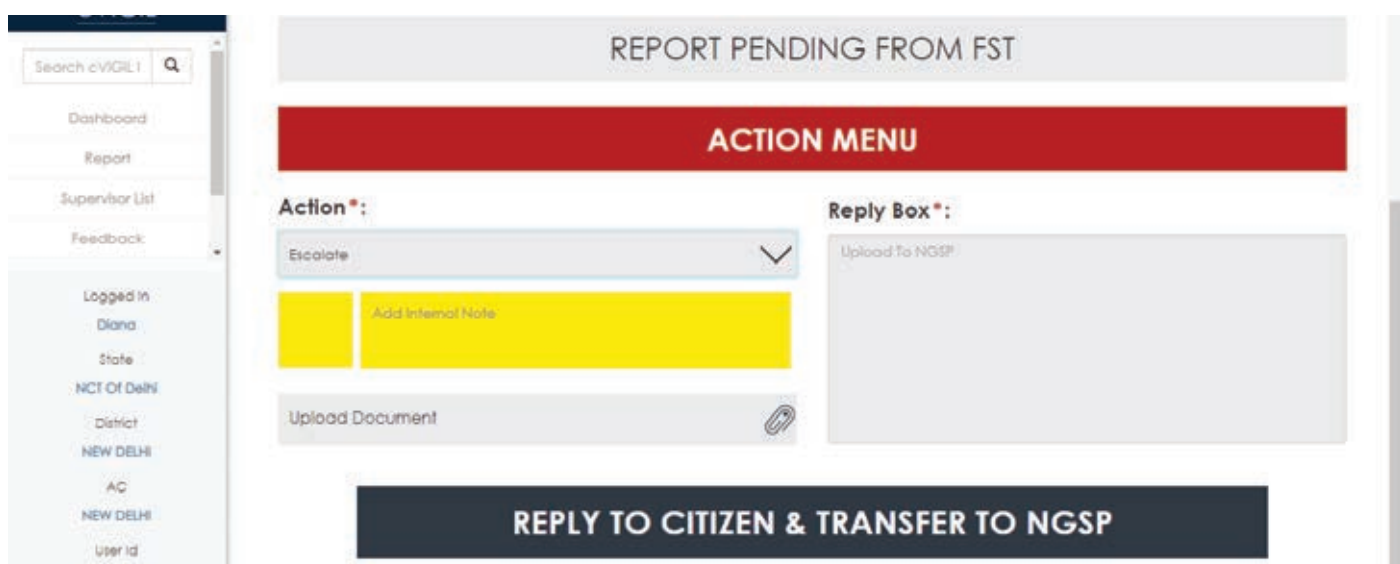 Search cVIGIL I
Dashboard
Report
Supervisor List
Feedback
Logged In
Diana
State
NCT Of Delhi
District
NEW DELHI
AC
NEW DELHI
User Id
REPORT PENDING FROM FST
ACTION MENU
Action*:
Escalate
Add Internal Note
Upload Document
Reply Box*:
Upload To NGSP
REPLY TO CITIZEN & TRANSFER TO NGSP